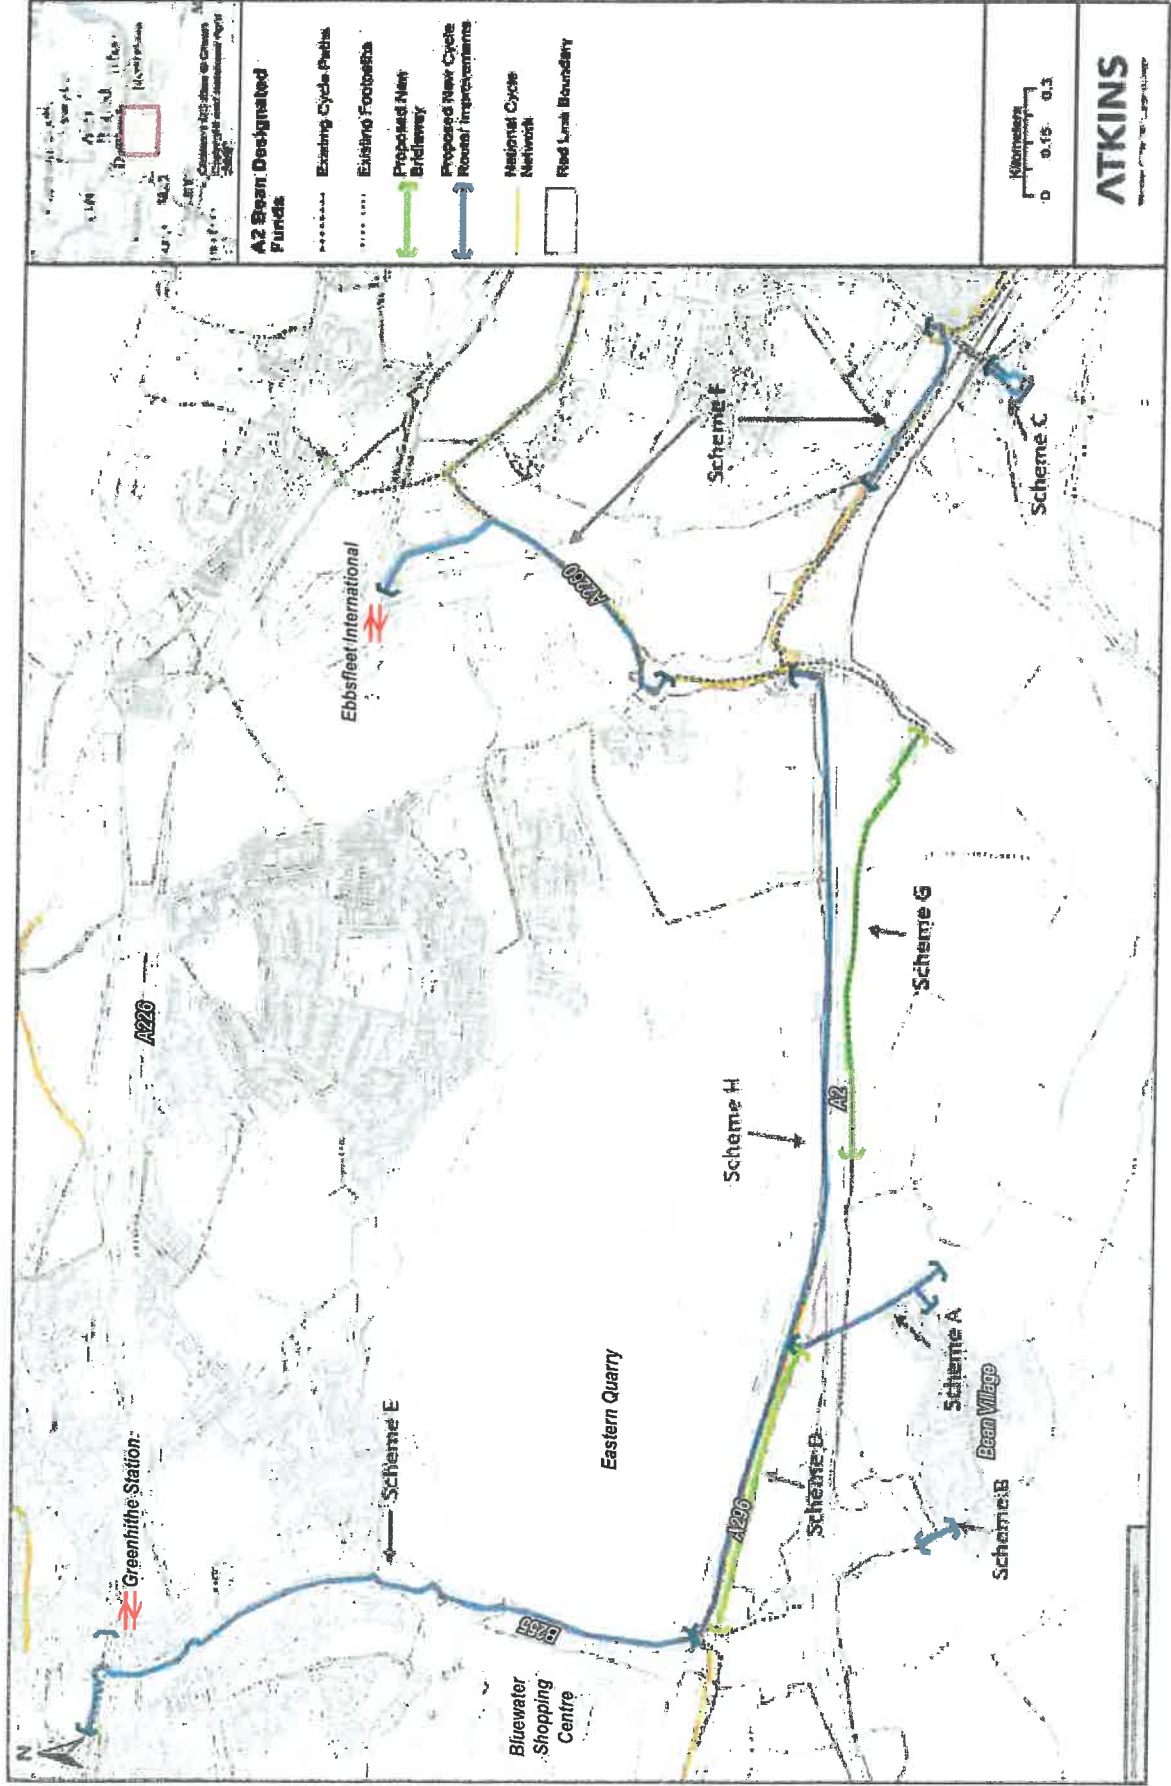 N
Greenhithe Station
Scheme E
A226
Ebbsfleet International
Bluewater
Shopping
Centre
B255
Eastern Quarry
A296
Scheme D
Scheme H
A2
Scheme G
A2260
Scheme F
Scheme C
Scheme B
Bean Village
Scheme A
A2 Bean Designated
Funds
Existing Cycle Paths
Existing Footpaths
Proposed New
Bridleway
Proposed New Cycle
Route/ Improvements
National Cycle
Network
Red Line Boundary
Kilometers
0 0.15 0.3
ATKINS